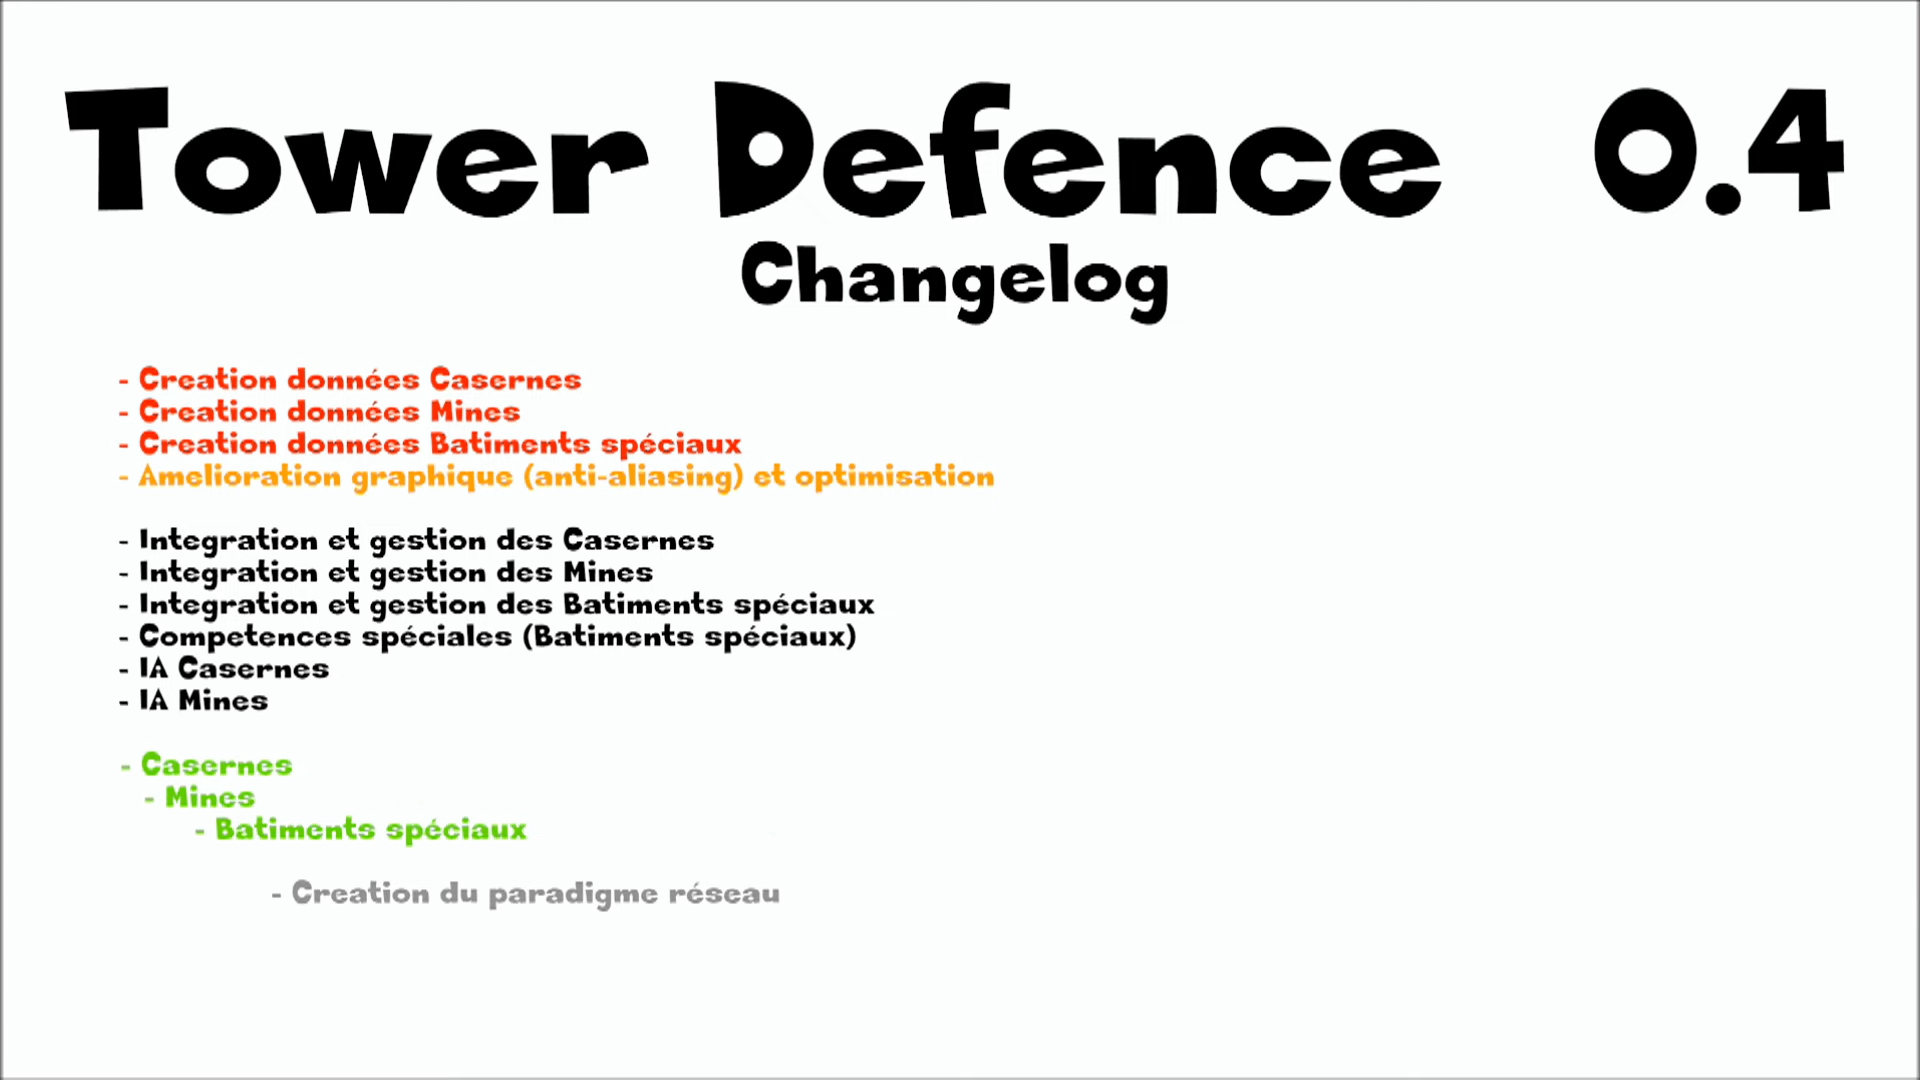 Tower Defence 0.4
Changelog
- Creation données Casernes
- Creation données Mines
- Creation données Batiments spéciaux
- Amelioration graphique (anti-aliasing) et optimisation
- Integration et gestion des Casernes
- Integration et gestion des Mines
- Integration et gestion des Batiments spéciaux
- Competences spéciales (Batiments spéciaux)
- IA Casernes
- IA Mines
- Casernes
- Mines
- Batiments spéciaux
- Creation du paradigme réseau